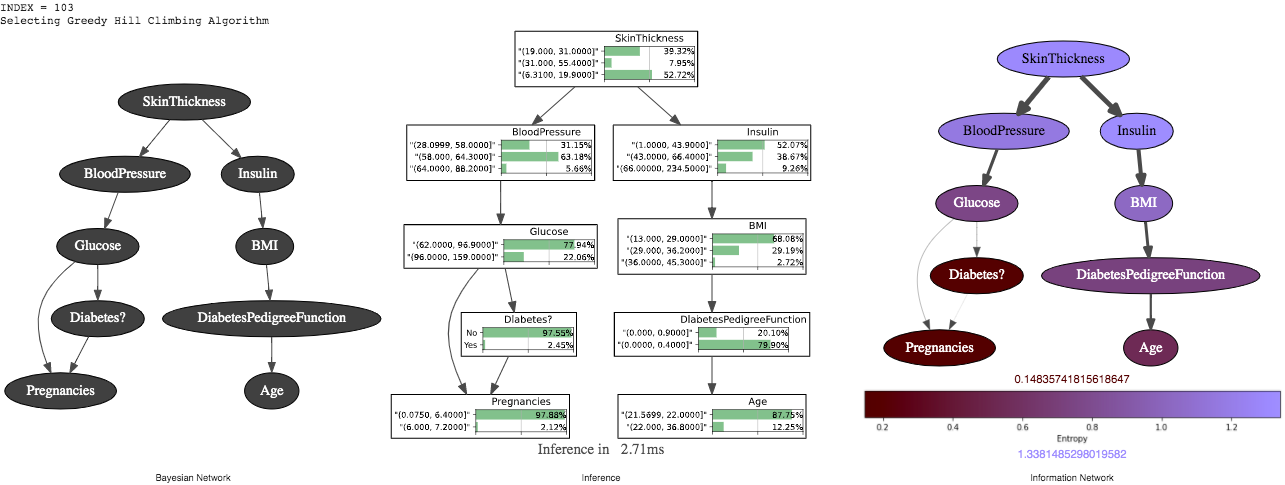 INDEX = 103
Selecting Greedy Hill Climbing Algorithm
SkinThickness
BloodPressure
Insulin
Glucose
BMI
Diabetes?
DiabetesPedigreeFunction
Pregnancies
Age
Bayesian Network
SkinThickness
"(19.000, 31.0000]" 39.32%
"(31.000, 55.4000]" 7.95%
"(6.3100, 19.9000]" 52.72%
BloodPressure
"(28.0999, 58.0000]" 31.15%
"(58.000, 64.3000]" 63.18%
"(64.0000, 88.2000]" 5.66%
Insulin
"(1.0000, 43.9000]" 52.07%
"(43.0000, 66.4000]" 38.67%
"(66.00000, 234.5000]" 9.26%
Glucose
"(62.0000, 96.9000]" 77.94%
"(96.0000, 159.0000]" 22.06%
BMI
"(13.000, 29.0000]" 68.08%
"(29.000, 36.2000]" 29.19%
"(36.0000, 45.3000]" 2.72%
Diabetes?
No 97.55%
Yes 2.45%
DiabetesPedigreeFunction
"(0.000, 0.9000]" 20.10%
"(0.0000, 0.4000]" 79.90%
Pregnancies
"(0.0750, 6.4000]" 97.88%
"(6.000, 7.2000]" 2.12%
Age
"(21.5699, 22.0000]" 87.75%
"(22.000, 36.8000]" 12.25%
Inference in 2.71ms
Inference
SkinThickness
BloodPressure
Insulin
Glucose
BMI
Diabetes?
DiabetesPedigreeFunction
Pregnancies
Age
0.14835741815618647
0.2 0.4 0.6 0.8 1.0 1.2
Entropy
1.3381485298019582
Information Network